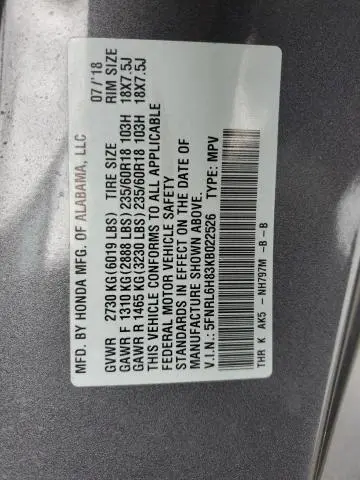 MFD. BY HONDA MFG. OF ALABAMA, LLC 07/'18
GVWR 2730 KG(6019 LBS) TIRE SIZE RIM SIZE
GAWR F 1310 KG(2888 LBS) 235/60R18 103H 18X7.5J
GAWR R 1465 KG(3230 LBS) 235/60R18 103H 18X7.5J
THIS VEHICLE CONFORMS TO ALL APPLICABLE
FEDERAL MOTOR VEHICLE SAFETY
STANDARDS IN EFFECT ON THE DATE OF
MANUFACTURE SHOWN ABOVE.
V.I.N.: 5FNRL6H83KB022526 TYPE: MPV
THR K AK5 - NH797M -B -B